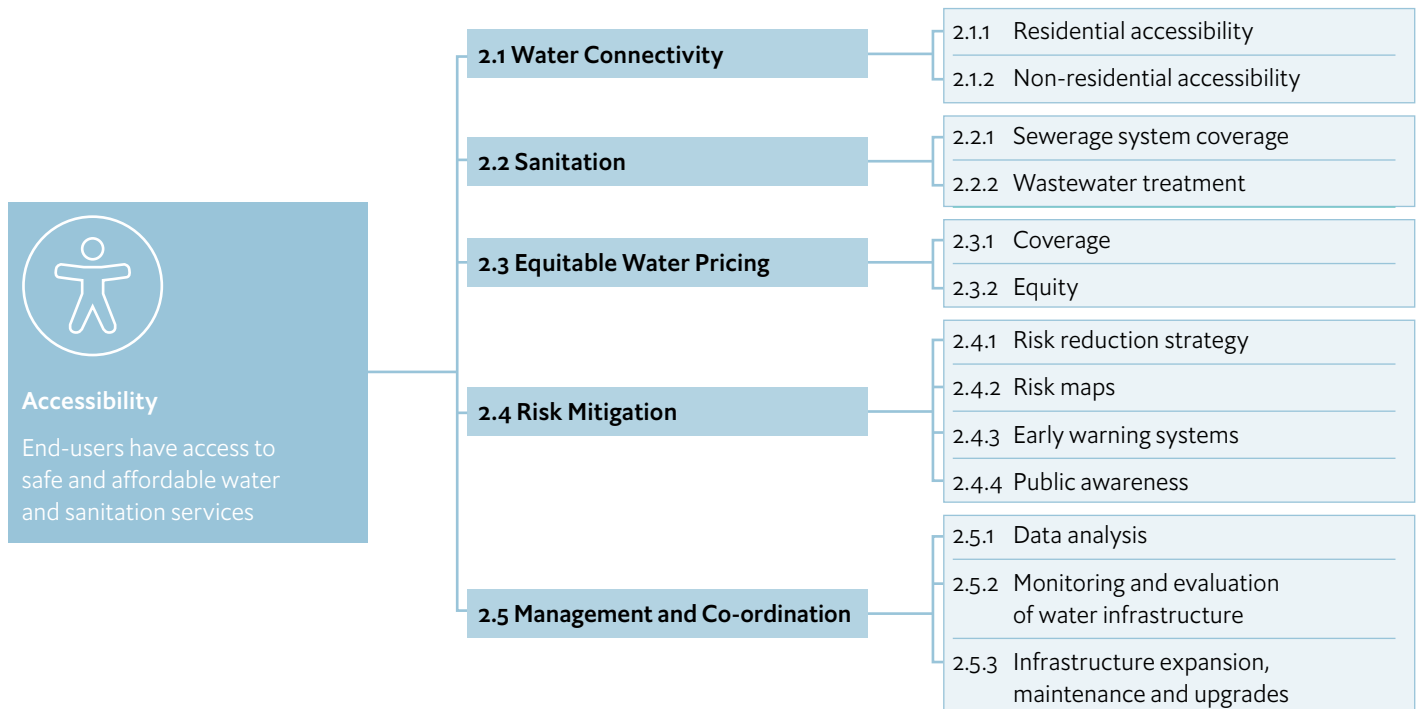 Accessibility
End-users have access to
safe and affordable water
and sanitation services
2.1 Water Connectivity
2.1.1 Residential accessibility
2.1.2 Non-residential accessibility
2.2 Sanitation
2.2.1 Sewerage system coverage
2.2.2 Wastewater treatment
2.3 Equitable Water Pricing
2.3.1 Coverage
2.3.2 Equity
2.4 Risk Mitigation
2.4.1 Risk reduction strategy
2.4.2 Risk maps
2.4.3 Early warning systems
2.4.4 Public awareness
2.5 Management and Co-ordination
2.5.1 Data analysis
2.5.2 Monitoring and evaluation
of water infrastructure
2.5.3 Infrastructure expansion,
maintenance and upgrades